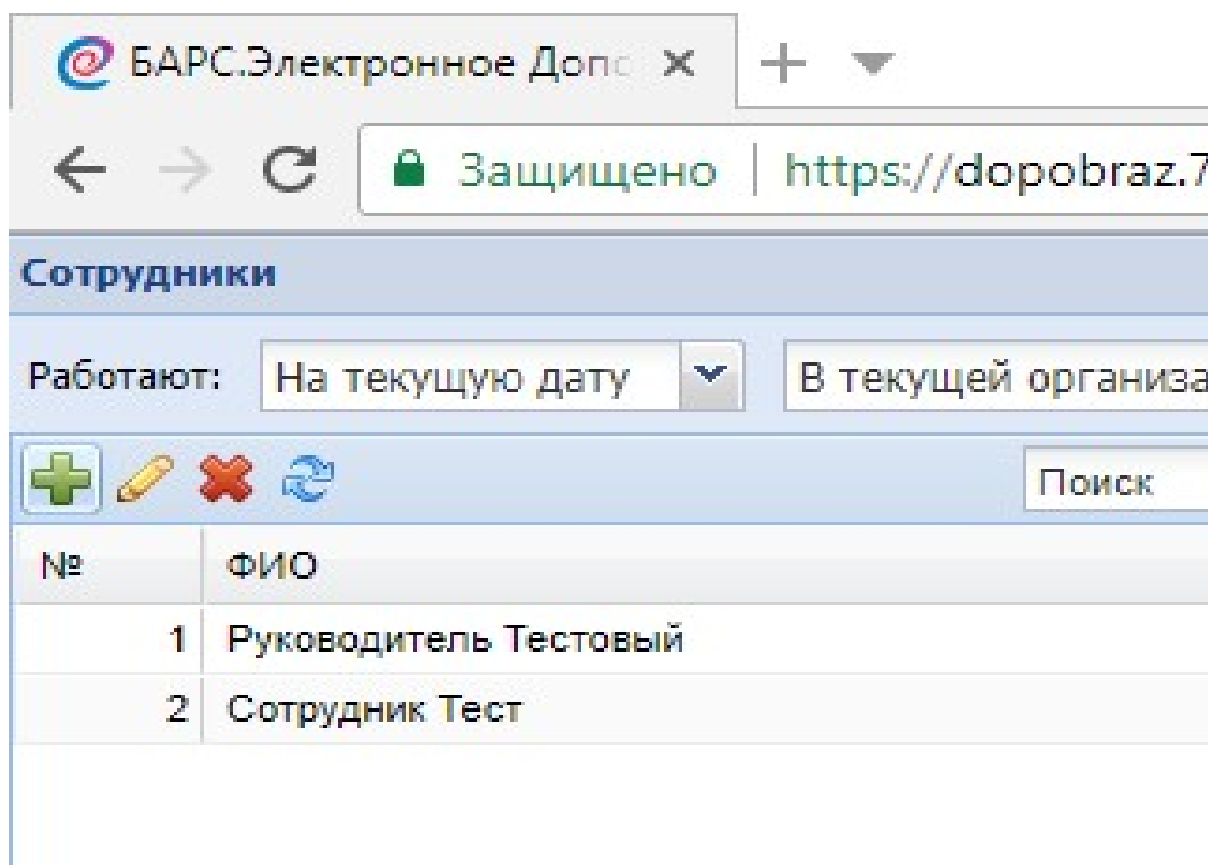 БАРС.Электронное Допо
Защищено https://dopobraz.7
Сотрудники
Работают: На текущую дату В текущей организа
Поиск
№ ФИО
1 Руководитель Тестовый
2 Сотрудник Тест